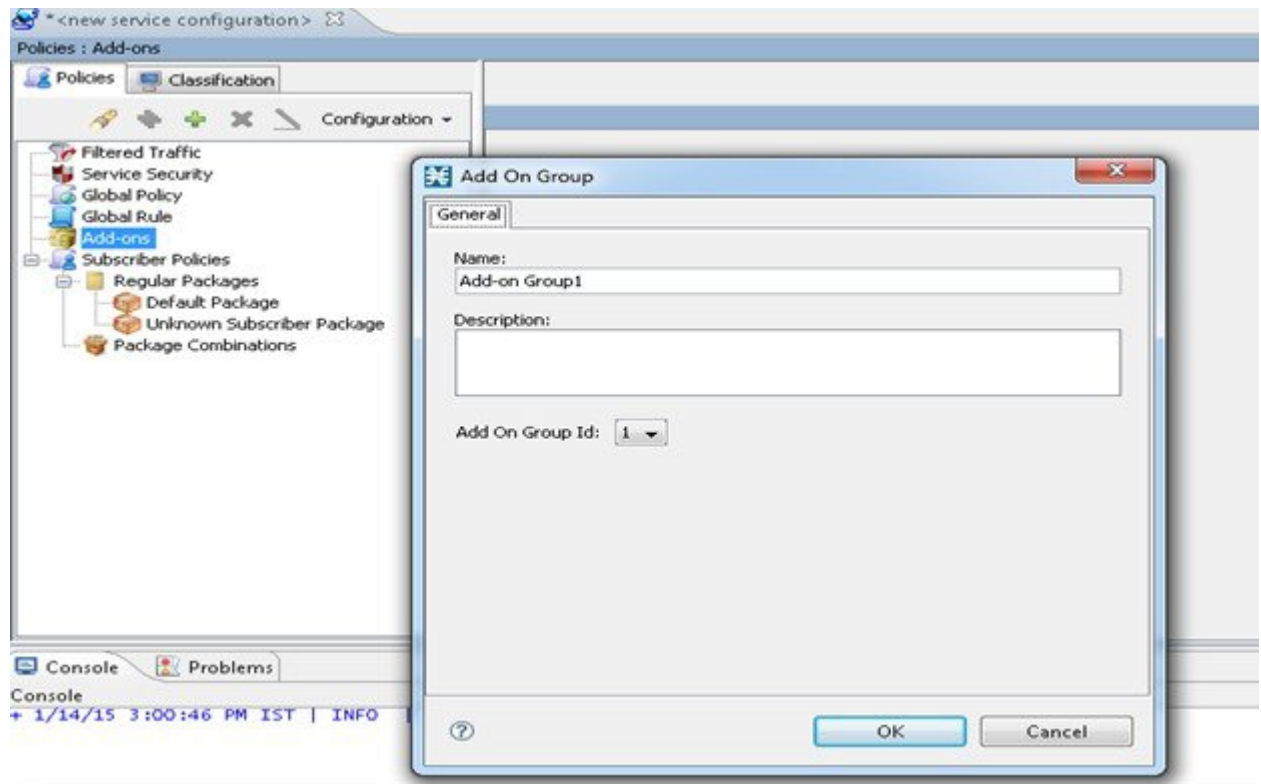 *<new service configuration>
Policies : Add-ons
Policies
Classification
Configuration
Filtered Traffic
Service Security
Global Policy
Global Rule
Add-ons
Subscriber Policies
Regular Packages
Default Package
Unknown Subscriber Package
Package Combinations
Add On Group
General
Name:
Add-on Group1
Description:
Add On Group Id: 1
OK
Cancel
Console
Problems
Console
+ 1/14/15 3:00:46 PM IST | INFO |